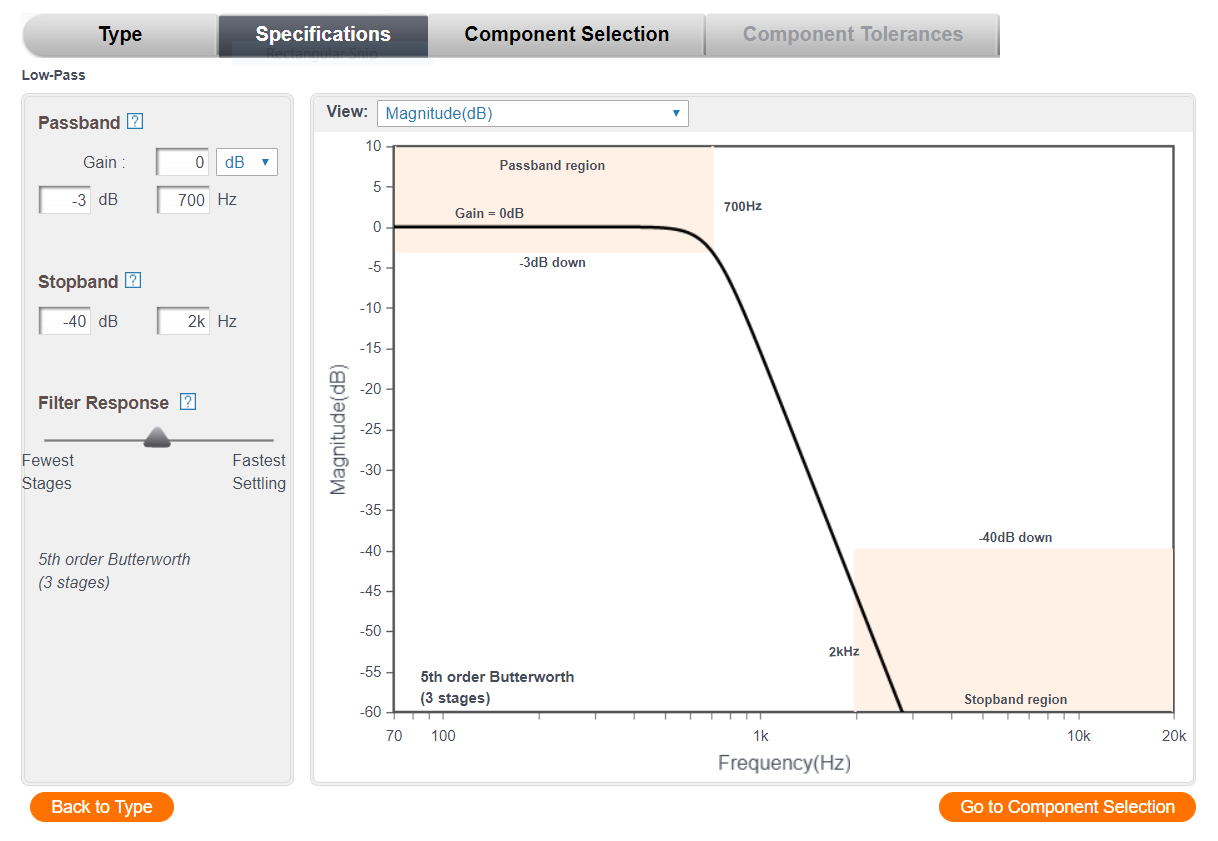 Type
Specifications
Component Selection
Component Tolerances
Rectangular Snip
Low-Pass
Passband ?
Gain : 0 dB
-3 dB 700 Hz
Stopband ?
-40 dB 2k Hz
Filter Response ?
Fewest Stages
Fastest Settling
5th order Butterworth
(3 stages)
View: Magnitude(dB)
10
5
0
-5
-10
-15
-20
-25
-30
-35
-40
-45
-50
-55
-60
Magnitude(dB)
Passband region
700Hz
Gain = 0dB
-3dB down
-40dB down
2kHz
5th order Butterworth
(3 stages)
Stopband region
70 100 1k 10k 20k
Frequency(Hz)
Back to Type
Go to Component Selection